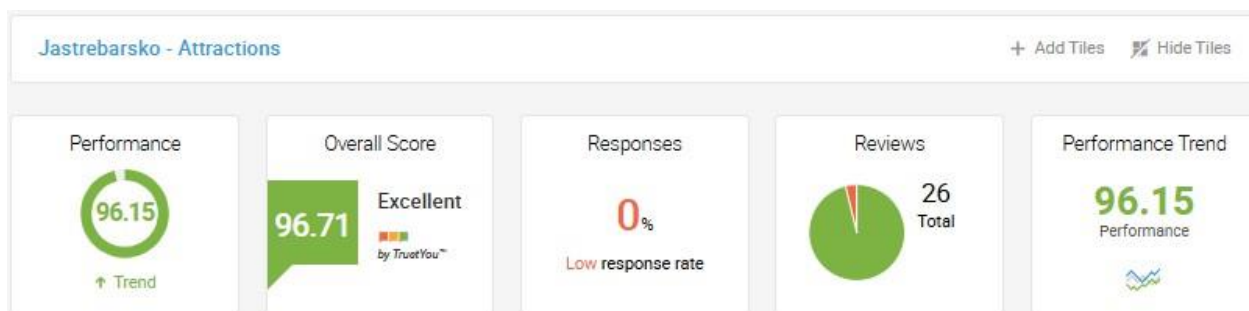 Jastrebarsko - Attractions
+ Add Tiles
Hide Tiles
Performance
96.15
↑ Trend
Overall Score
96.71
Excellent
by TrustYou™
Responses
0%
Low response rate
Reviews
26
Total
Performance Trend
96.15
Performance